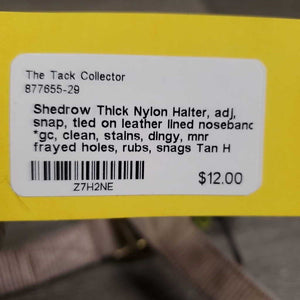 The Tack Collector
877655-29
Shedrow Thick Nylon Halter, adj,
snap, tied on leather lined noseband
*gc, clean, stains, dingy, mnr
frayed holes, rubs, snags Tan H
Z7H2NE
$12.00